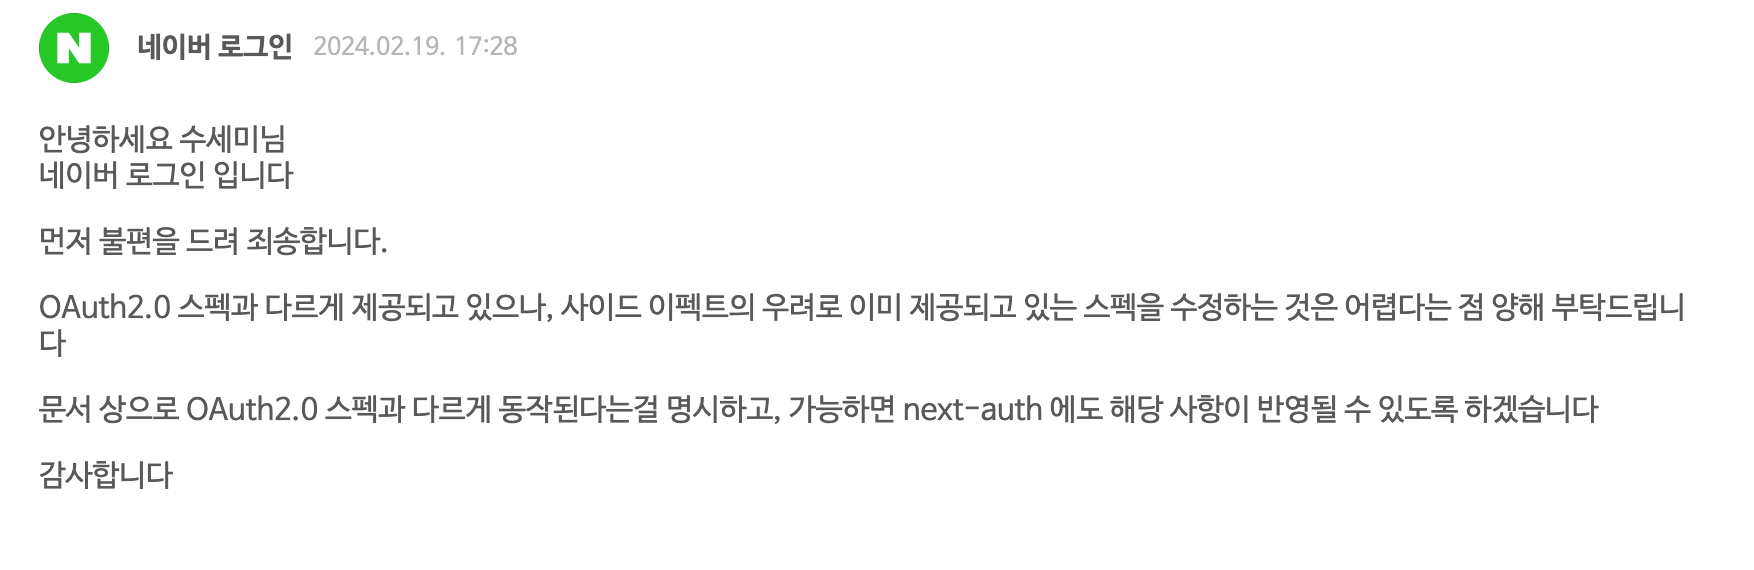 N 네이버 로그인 2024.02.19. 17:28
안녕하세요 수세미님
네이버 로그인 입니다
먼저 불편을 드려 죄송합니다.
OAuth2.0 스펙과 다르게 제공되고 있으나, 사이드 이펙트의 우려로 이미 제공되고 있는 스펙을 수정하는 것은 어렵다는 점 양해 부탁드립니
다
문서 상으로 OAuth2.0 스펙과 다르게 동작된다는걸 명시하고, 가능하면 next-auth 에도 해당 사항이 반영될 수 있도록 하겠습니다
감사합니다